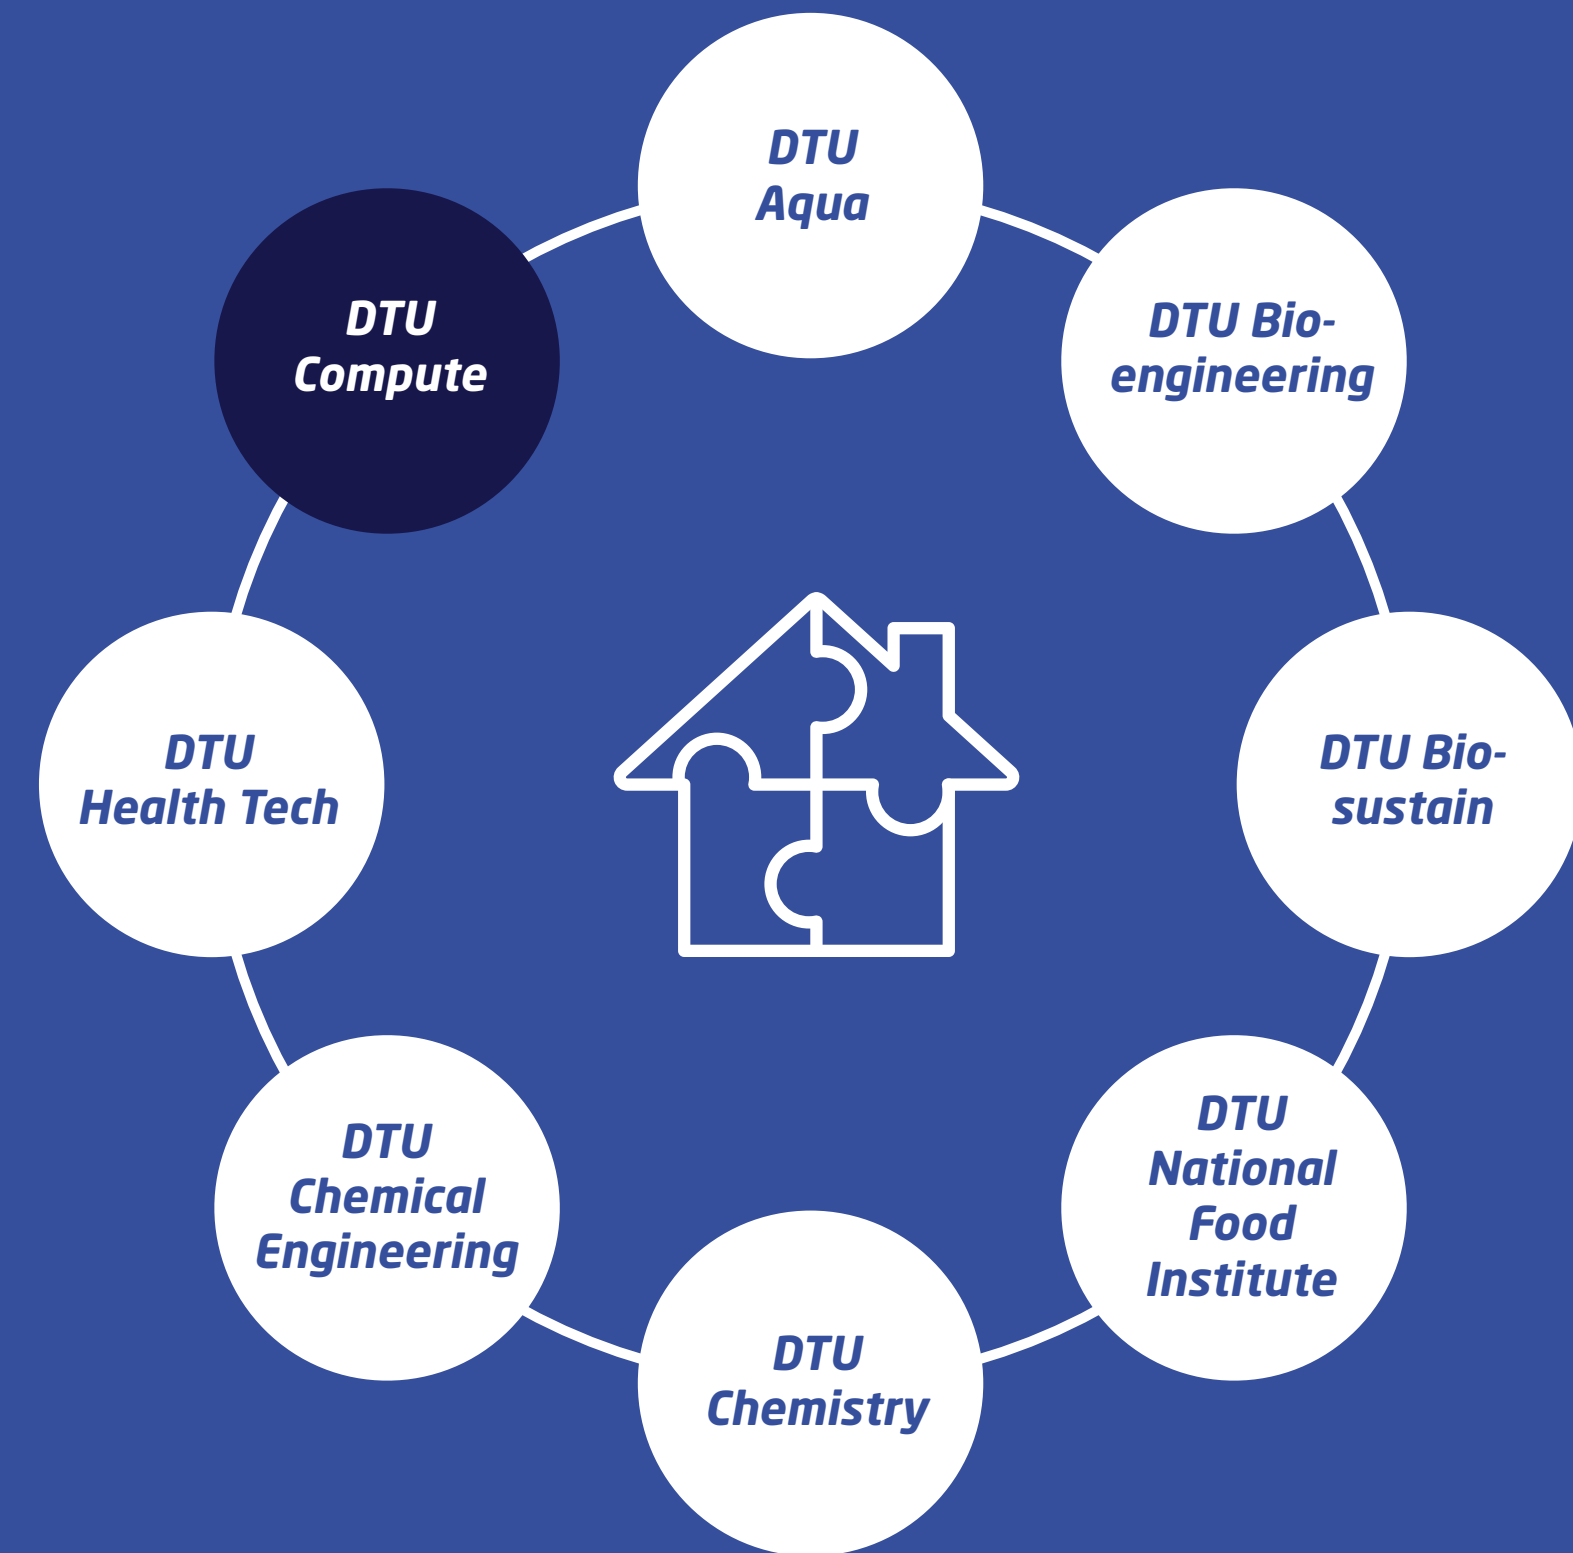 DTU
Aqua
DTU Bio-
engineering
DTU Bio-
sustain
DTU
National
Food
Institute
DTU
Chemistry
DTU
Chemical
Engineering
DTU
Health Tech
DTU
Compute